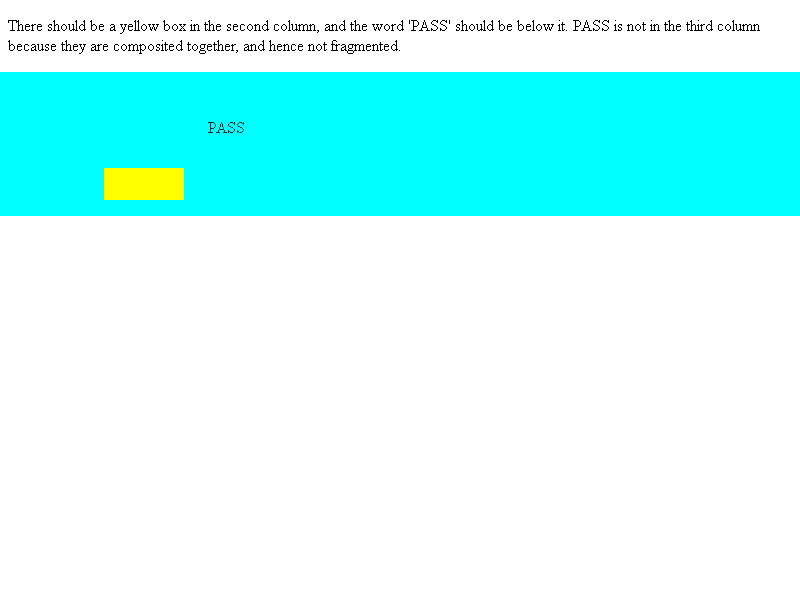 There should be a yellow box in the second column, and the word 'PASS' should be below it. PASS is not in the third column
because they are composited together, and hence not fragmented.
PASS